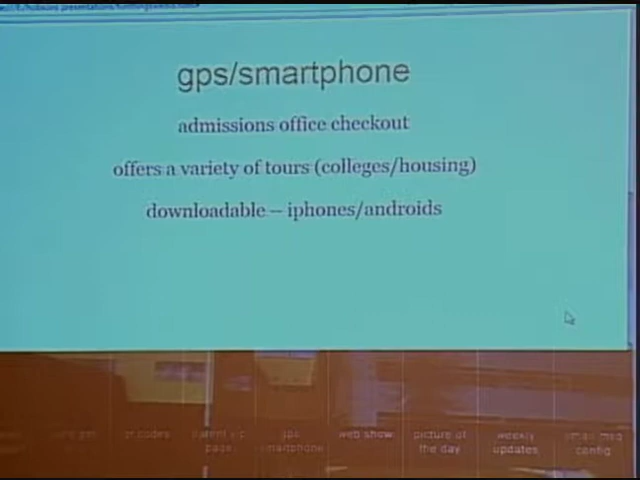 gps/smartphone
admissions office checkout
offers a variety of tours (colleges/housing)
downloadable – iphones/androids
qr codes
gps
smartphone
web show
picture of
the day
weekly
updates
config